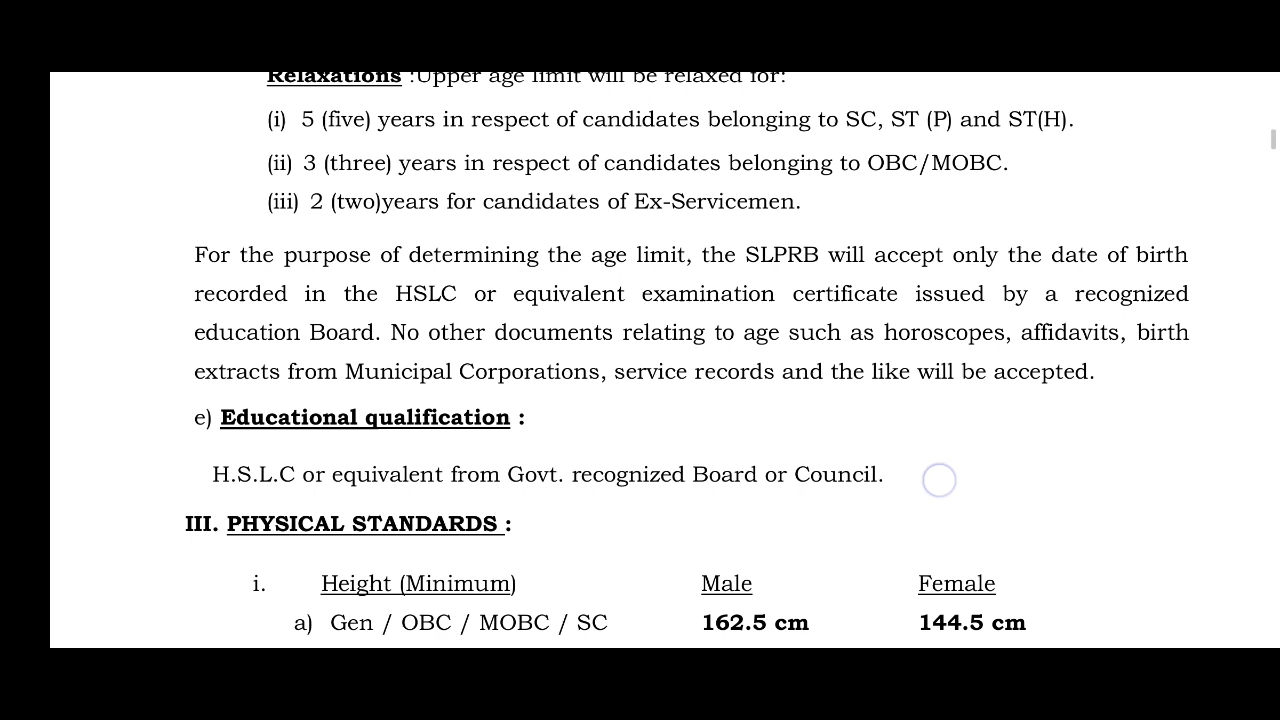 Relaxations :Upper age limit will be relaxed for:
(i) 5 (five) years in respect of candidates belonging to SC, ST (P) and ST(H).
(ii) 3 (three) years in respect of candidates belonging to OBC/MOBC.
(iii) 2 (two)years for candidates of Ex-Servicemen.
For the purpose of determining the age limit, the SLPRB will accept only the date of birth
recorded in the HSLC or equivalent examination certificate issued by a recognized
education Board. No other documents relating to age such as horoscopes, affidavits, birth
extracts from Municipal Corporations, service records and the like will be accepted.
e) Educational qualification :
H.S.L.C or equivalent from Govt. recognized Board or Council.
III. PHYSICAL STANDARDS :
i. Height (Minimum) Male Female
a) Gen / OBC / MOBC / SC 162.5 cm 144.5 cm